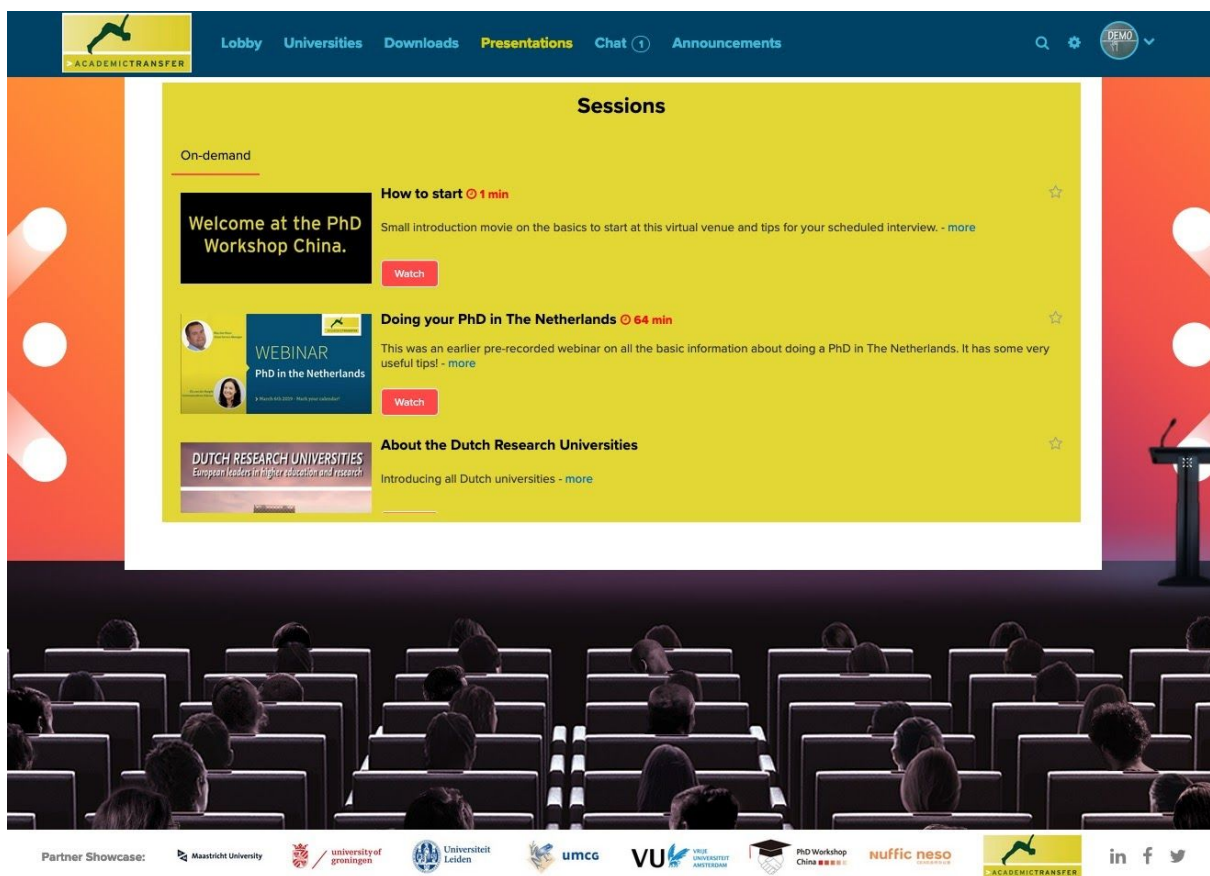 ACADEMICTRANSFER
Lobby Universities Downloads Presentations Chat 1 Announcements
DEMO
Sessions
On-demand
Welcome at the PhD
Workshop China.
How to start 1 min
Small introduction movie on the basics to start at this virtual venue and tips for your scheduled interview. - more
Watch
WEBINAR
PhD in the Netherlands
March 6th 2019 - Mark your calendar!
Doing your PhD in The Netherlands 64 min
This was an earlier pre-recorded webinar on all the basic information about doing a PhD in The Netherlands. It has some very
useful tips! - more
Watch
DUTCH RESEARCH UNIVERSITIES
European leaders in higher education and research
About the Dutch Research Universities
Introducing all Dutch universities - more
Partner Showcase:
Maastricht University
university of
groningen
Universiteit
Leiden
umcg
VU
VRIJE
UNIVERSITEIT
AMSTERDAM
PhD Workshop
China
nuffic neso
ACADEMICTRANSFER
in f